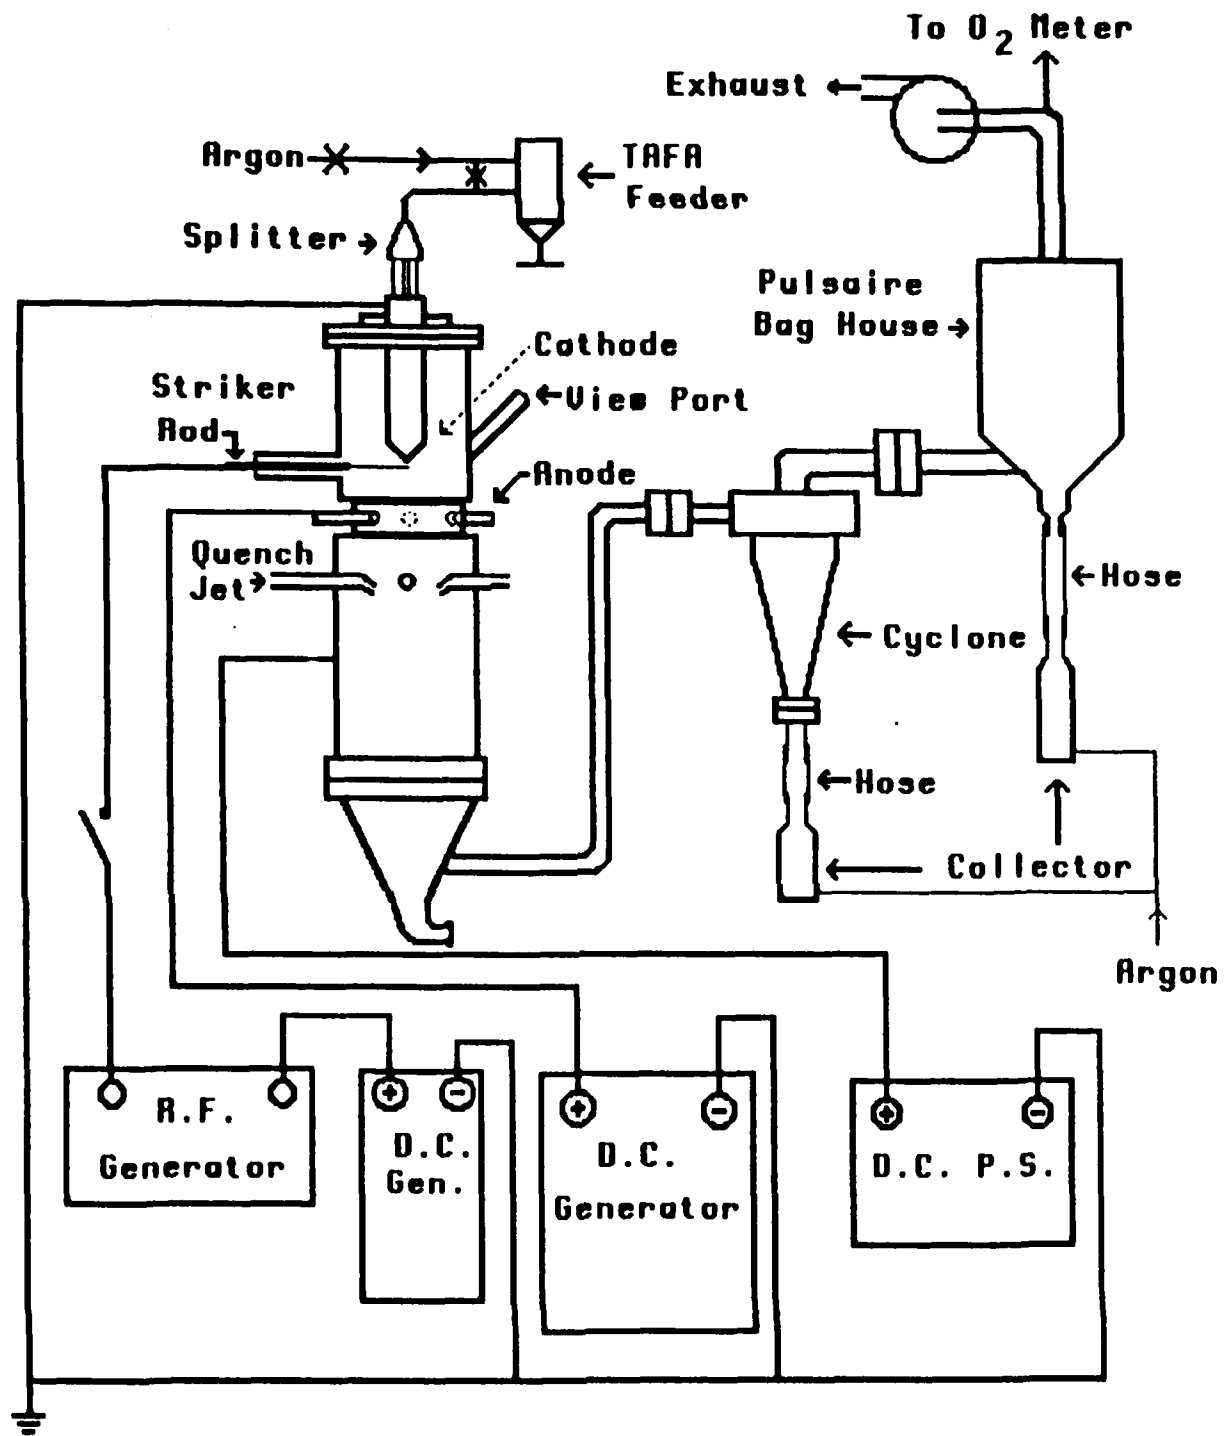 To O2 Meter
Exhaust
Argon
TAFA
Feeder
Splitter
Pulsaire
Bag House
Cathode
View Port
Striker
Rod
Anode
Quench
Jet
Hose
Cyclone
Hose
Collector
Argon
+
-
+
-
+
-
R.F.
Generator
D.C.
Gen.
D.C.
Generator
D.C. P.S.